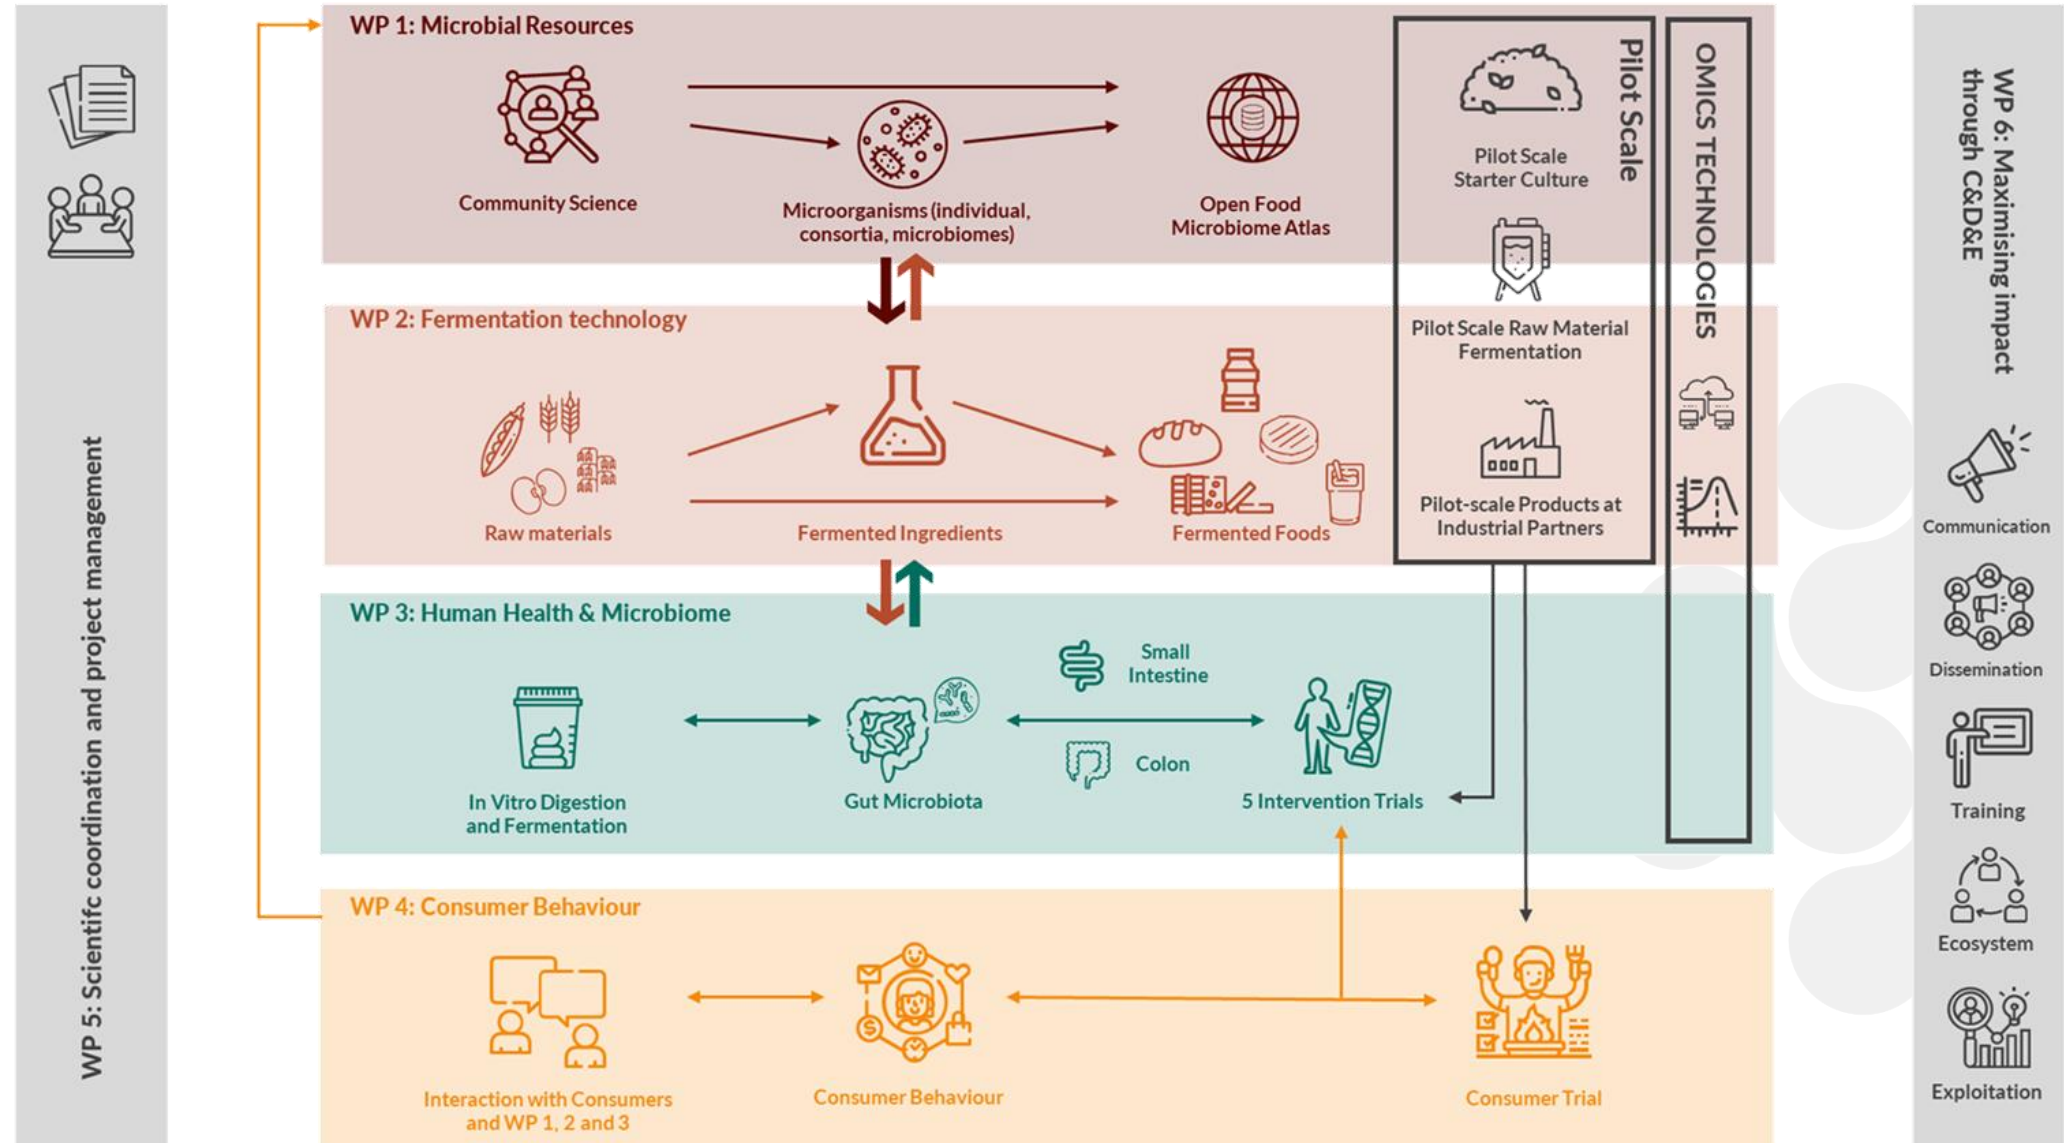 WP 5: Scientifc coordination and project management
WP 1: Microbial Resources
Community Science
Microorganisms (individual,
consortia, microbiomes)
Open Food
Microbiome Atlas
WP 2: Fermentation technology
Raw materials
Fermented Ingredients
Fermented Foods
Pilot Scale
Pilot Scale
Starter Culture
Pilot Scale Raw Material
Fermentation
Pilot-scale Products at
Industrial Partners
OMICS TECHNOLOGIES
WP 3: Human Health & Microbiome
In Vitro Digestion
and Fermentation
Gut Microbiota
Small
Intestine
Colon
5 Intervention Trials
WP 4: Consumer Behaviour
Interaction with Consumers
and WP 1, 2 and 3
Consumer Behaviour
Consumer Trial
WP 6: Maximising impact
through C&D&E
Communication
Dissemination
Training
Ecosystem
Exploitation